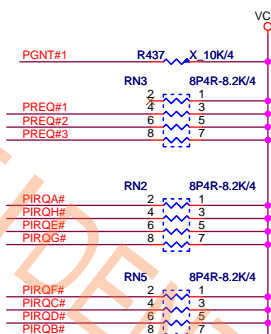 VC
PGNT#1 R437 X_10K/4
RN3 8P4R-8.2K/4
2 1
PREQ#1 4 3
PREQ#2 6 5
PREQ#3 8 7
RN2 8P4R-8.2K/4
PIRQA# 2 1
PIRQH# 4 3
PIRQE# 6 5
PIRQG# 8 7
RN5 8P4R-8.2K/4
PIRQF# 2 1
PIRQC# 4 3
PIRQD# 6 5
PIRQB# 8 7